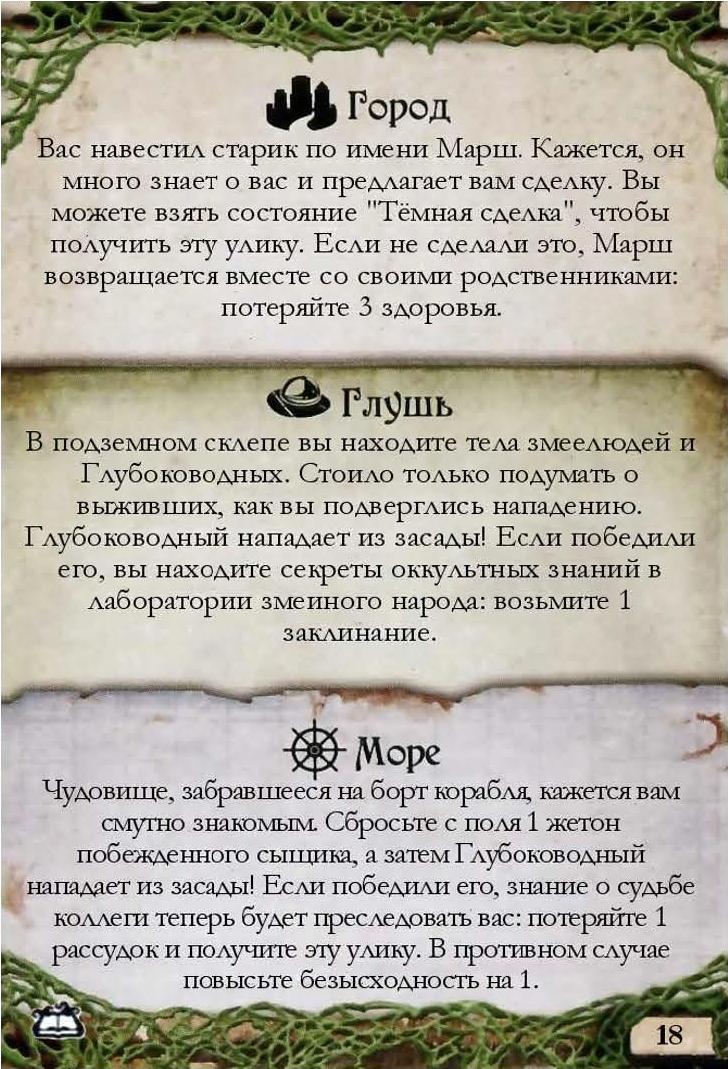 Город
Вас навестил старик по имени Марш. Кажется, он
много знает о вас и предлагает вам сделку. Вы
можете взять состояние "Тёмная сделка", чтобы
получить эту улику. Если не сделали это, Марш
возвращается вместе со своими родственниками:
потеряйте 3 здоровья.
Глушь
В подземном склепе вы находите тела змеелюдей и
Глубоководных. Стоило только подумать о
выживших, как вы подверглись нападению.
Глубоководный нападает из засады! Если победили
его, вы находите секреты оккультных знаний в
лаборатории змеиного народа: возьмите 1
заклинание.
Море
Чудовище, забравшееся на борт корабля, кажется вам
смутно знакомым. Сбросьте с поля 1 жетон
побежденного сыщика, а затем Глубоководный
нападает из засады! Если победили его, знание о судьбе
коллеги теперь будет преследовать вас: потеряйте 1
рассудок и получите эту улику. В противном случае
повысьте безысходность на 1.
18